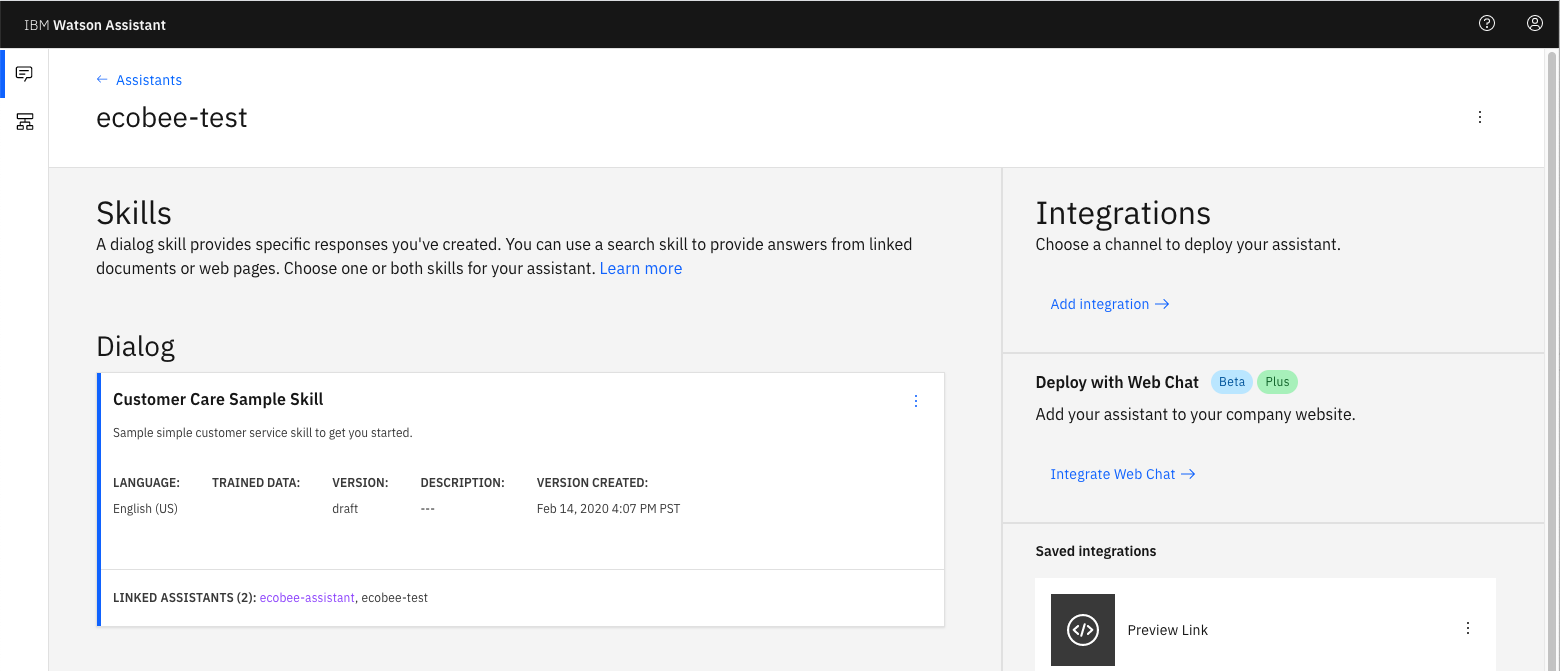 IBM Watson Assistant
← Assistants
ecobee-test
Skills
A dialog skill provides specific responses you've created. You can use a search skill to provide answers from linked
documents or web pages. Choose one or both skills for your assistant. Learn more
Dialog
Customer Care Sample Skill
Sample simple customer service skill to get you started.
LANGUAGE: TRAINED DATA: VERSION: DESCRIPTION: VERSION CREATED:
English (US) draft --- Feb 14, 2020 4:07 PM PST
LINKED ASSISTANTS (2): ecobee-assistant, ecobee-test
Integrations
Choose a channel to deploy your assistant.
Add integration →
Deploy with Web Chat Beta Plus
Add your assistant to your company website.
Integrate Web Chat →
Saved integrations
Preview Link